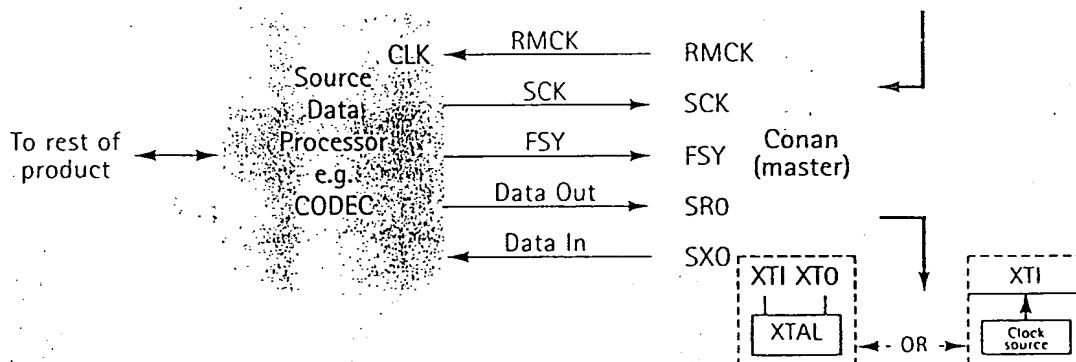 RMCK
CLK
RMCK
Source
Data
Processor
e.g.
CODEC
SCK
SCK
To rest of
product
FSY
FSY
Conan
(master)
Data Out
SR0
Data In
SX0
XTI XTO
XTAL
- OR -
XTI
Clock
source